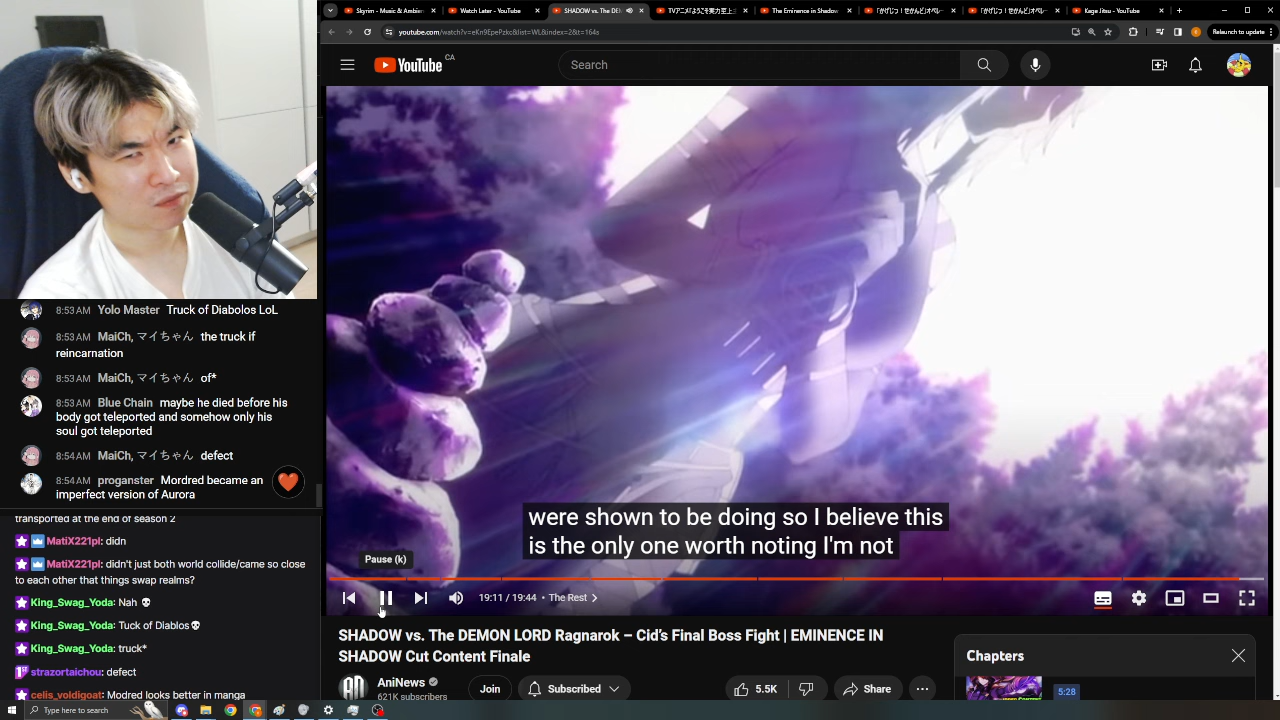 Skyrim - Music & Ambien
Watch Later - YouTube
SHADOW vs. The DE
The Eminence in Shadow
Kage Jitsu - YouTube
youtube.com/watch?v=eKn9EpePzkc&list=WL&index=2&t=164s
Relaunch to update
YouTube CA
Search
8:53 AM Yolo Master Truck of Diabolos LoL
8:53 AM MaiCh, マイちゃん the truck if
reincarnation
8:53 AM MaiCh, マイちゃん of*
8:53 AM Blue Chain maybe he died before his
body got teleported and somehow only his
soul got teleported
8:54 AM MaiCh, マイちゃん defect
8:54 AM proganster Mordred became an
imperfect version of Aurora
transported at the end of season 2
MatiX221pl: didn
MatiX221pl: didn't just both world collide/came so close
to each other that things swap realms?
King_Swag_Yoda: Nah 💀
King_Swag_Yoda: Tuck of Diablos💀
King_Swag_Yoda: truck*
strazortaichou: defect
celis_voldigoat: Modred looks better in manga
were shown to be doing so I believe this
is the only one worth noting I'm not
Pause (k)
19:11 / 19:44 • The Rest
SHADOW vs. The DEMON LORD Ragnarok – Cid's Final Boss Fight | EMINENCE IN
SHADOW Cut Content Finale
AN
AniNews
621K subscribers
Join
Subscribed
5.5K
Share
Chapters
5:28
Type here to search